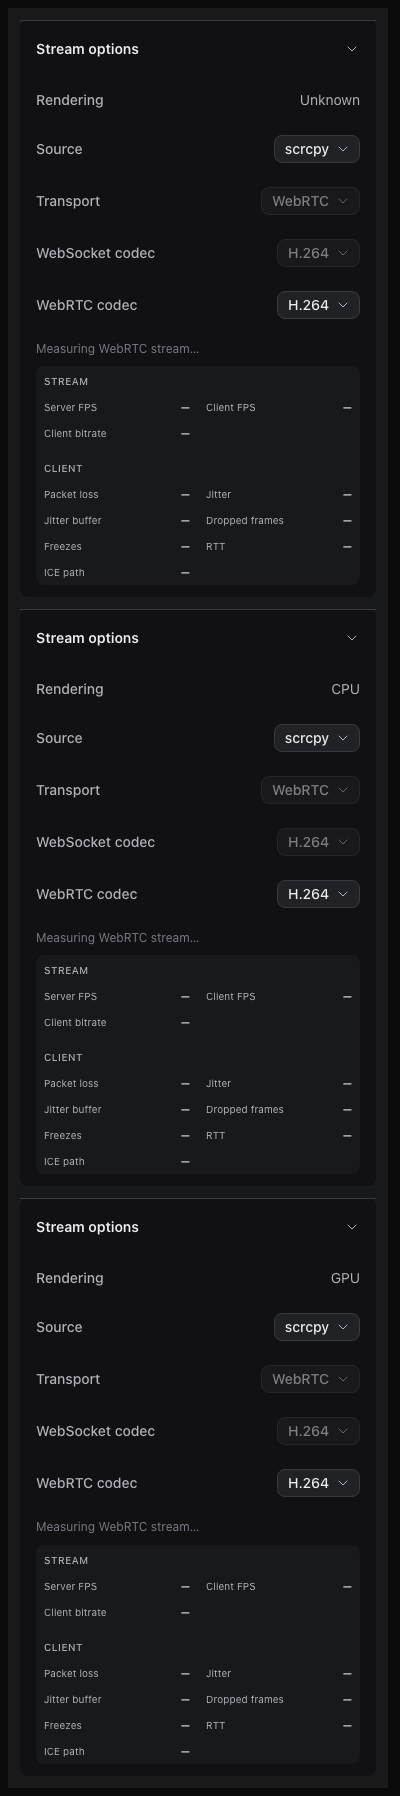 Stream options
Rendering Unknown
Source scrcpy
Transport WebRTC
WebSocket codec H.264
WebRTC codec H.264
Measuring WebRTC stream...
STREAM
Server FPS — Client FPS —
Client bitrate —
CLIENT
Packet loss — Jitter —
Jitter buffer — Dropped frames —
Freezes — RTT —
ICE path —
Stream options
Rendering CPU
Source scrcpy
Transport WebRTC
WebSocket codec H.264
WebRTC codec H.264
Measuring WebRTC stream...
STREAM
Server FPS — Client FPS —
Client bitrate —
CLIENT
Packet loss — Jitter —
Jitter buffer — Dropped frames —
Freezes — RTT —
ICE path —
Stream options
Rendering GPU
Source scrcpy
Transport WebRTC
WebSocket codec H.264
WebRTC codec H.264
Measuring WebRTC stream...
STREAM
Server FPS — Client FPS —
Client bitrate —
CLIENT
Packet loss — Jitter —
Jitter buffer — Dropped frames —
Freezes — RTT —
ICE path —